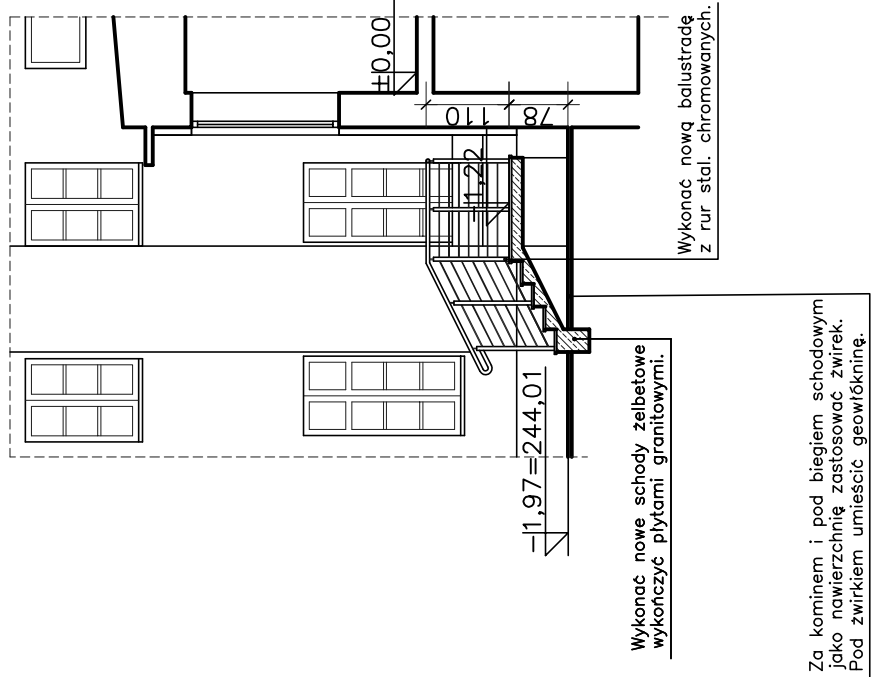 ±0,00
110
78
-1,22
Wykonać nową balustradę
z rur stal. chromowanych.
-1,97=244,01
Wykonać nowe schody żelbetowe
wykończyć płytami granitowymi.
Za kominem i pod biegiem schodowym
jako nawierzchnię zastosować żwirek.
Pod żwirkiem umieścić geowłókninę.